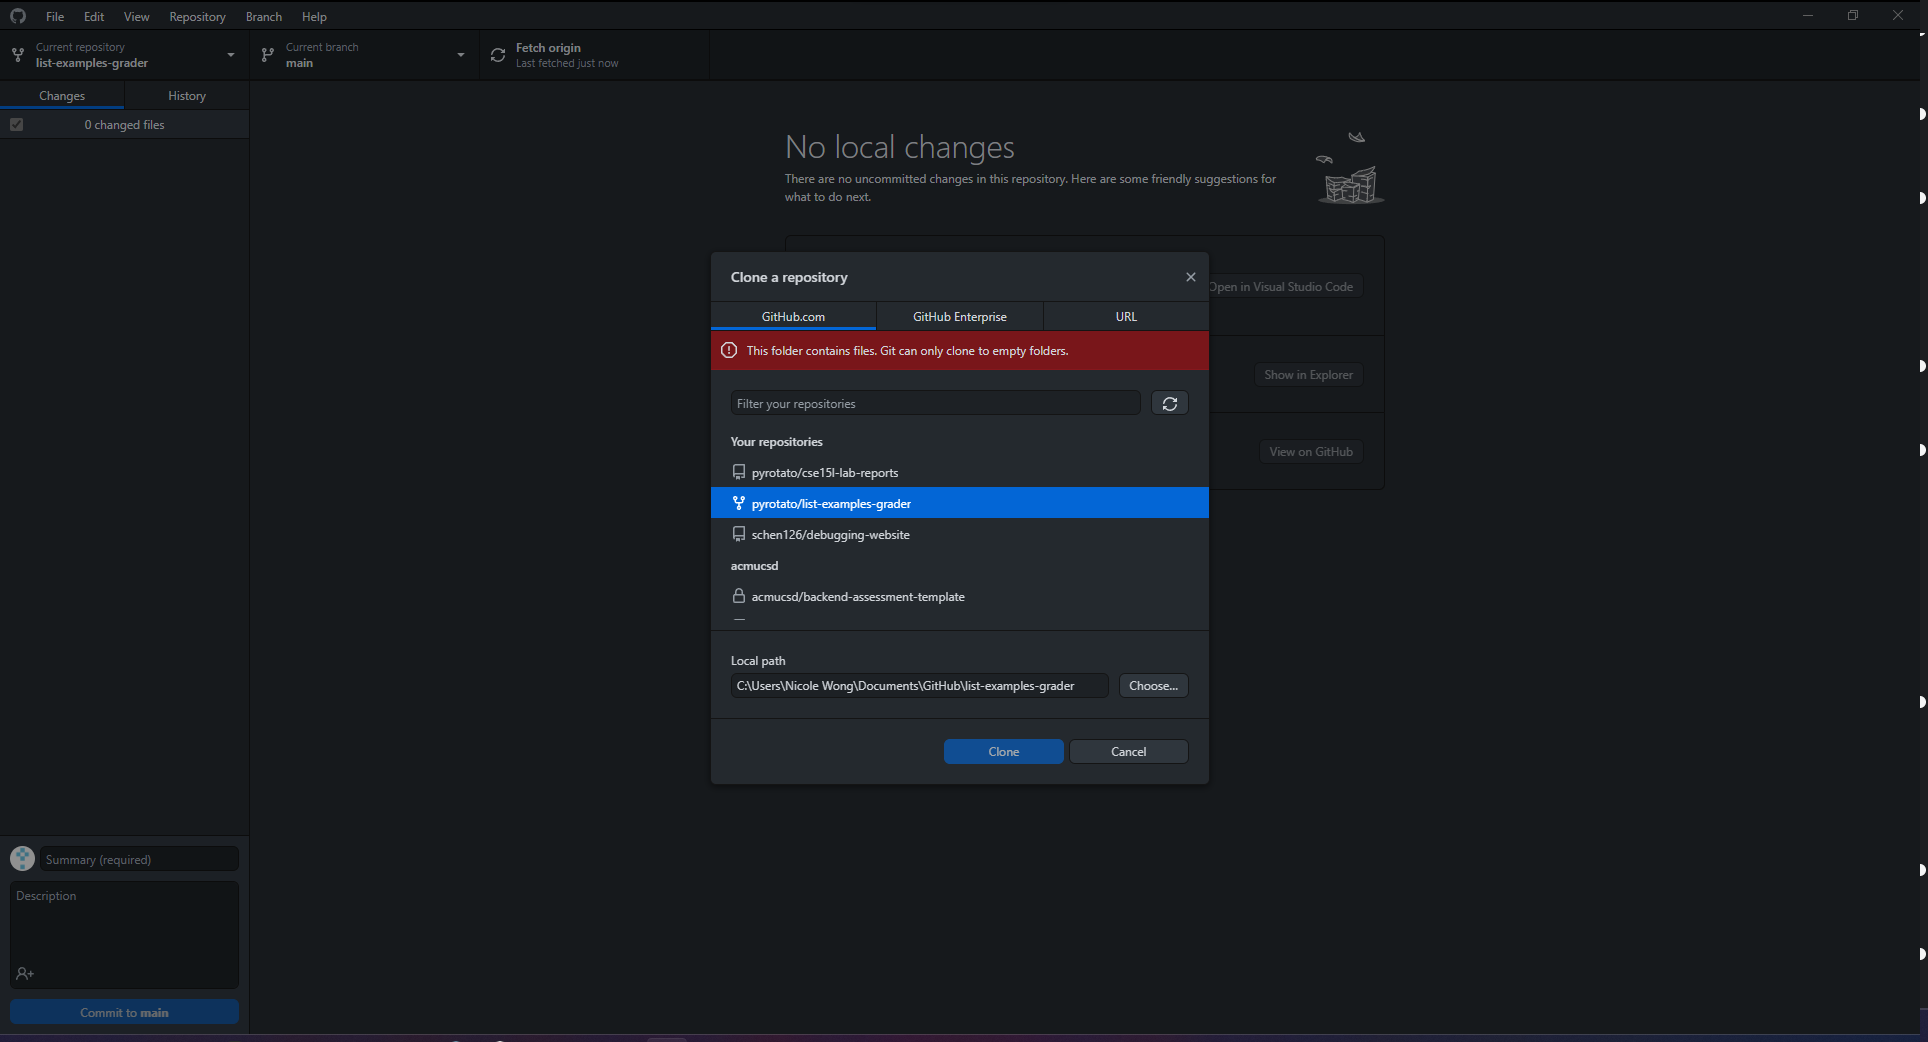 File Edit View Repository Branch Help
Current repository
list-examples-grader
Current branch
main
Fetch origin
Last fetched just now
Changes History
0 changed files
No local changes
There are no uncommitted changes in this repository. Here are some friendly suggestions for
what to do next.
Open in Visual Studio Code
Show in Explorer
View on GitHub
Clone a repository
GitHub.com GitHub Enterprise URL
This folder contains files. Git can only clone to empty folders.
Filter your repositories
Your repositories
pyrotato/cse15l-lab-reports
pyrotato/list-examples-grader
schen126/debugging-website
acmucsd
acmucsd/backend-assessment-template
Local path
C:\Users\Nicole Wong\Documents\GitHub\list-examples-grader
Choose...
Clone Cancel
Summary (required)
Description
Commit to main